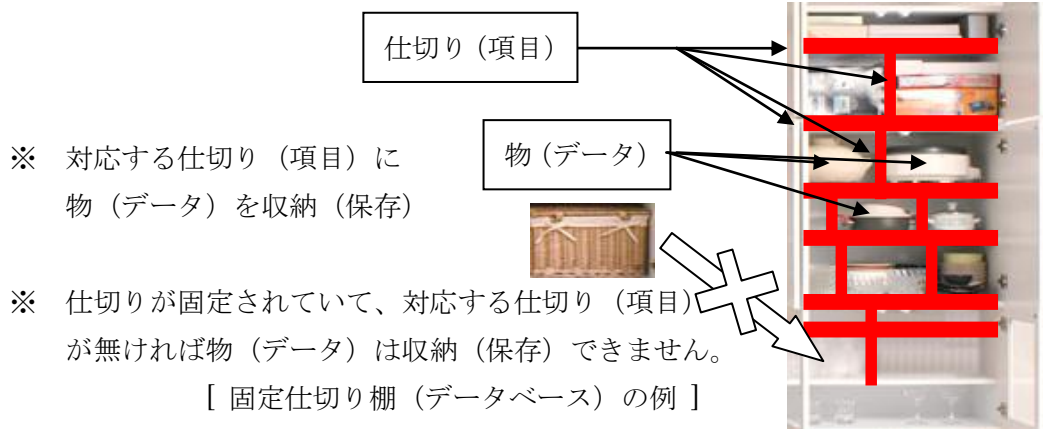 仕切り（項目）
※ 対応する仕切り（項目）に
物（データ）を収納（保存）
物（データ）
※ 仕切りが固定されていて、対応する仕切り（項目）
が無ければ物（データ）は収納（保存）できません。
[ 固定仕切り棚（データベース）の例 ]